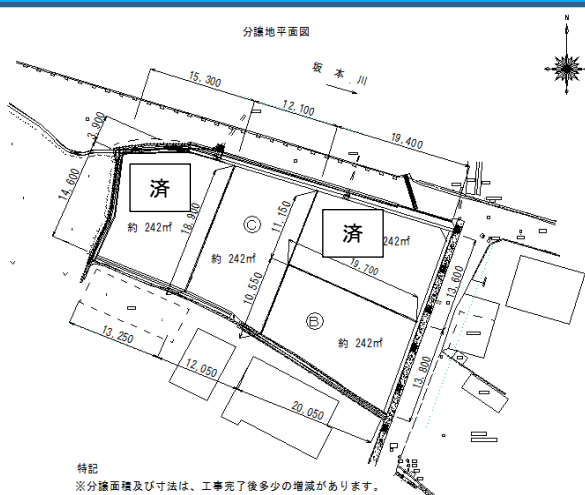 分譲地平面図
N
坂本川
15,300
12,100
19,400
3,900
14,600
済
約 242㎡
18,900
Ⓒ
約 242㎡
11,150
済
242㎡
19,700
10,550
Ⓑ
約 242㎡
13,600
13,800
13,250
12,050
20,050
特記
※分譲面積及び寸法は、工事完了後多少の増減があります。